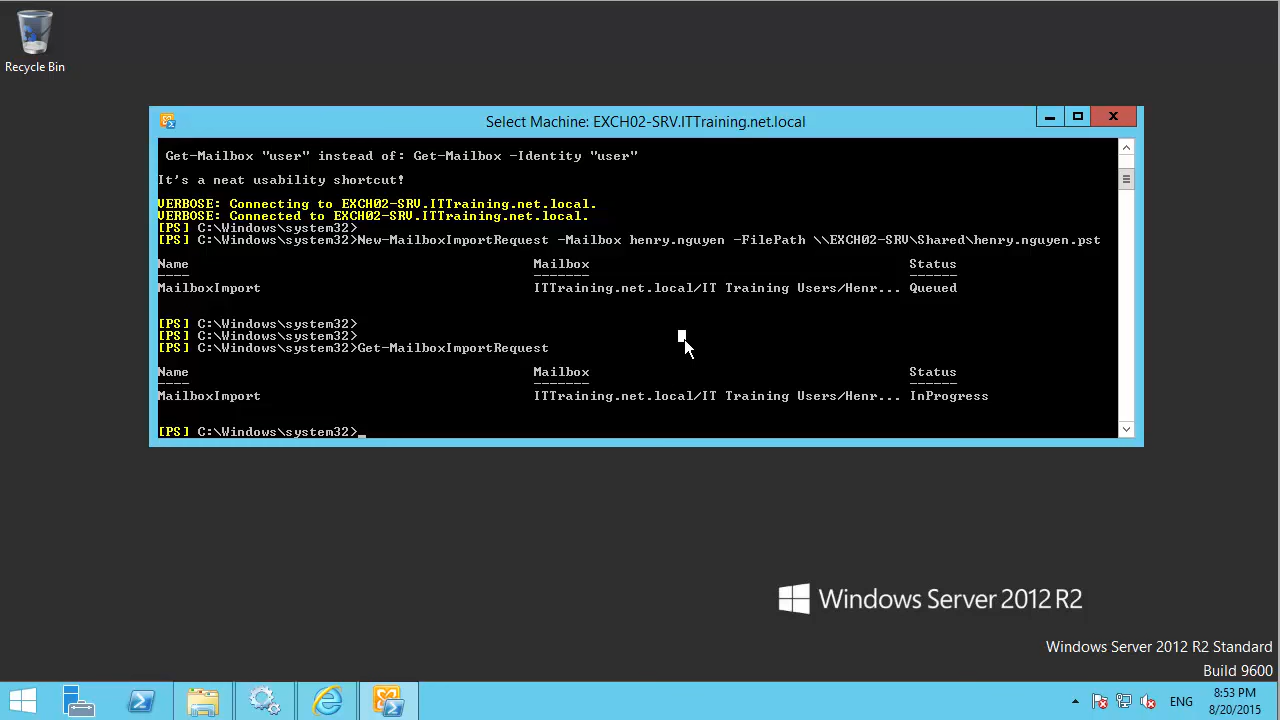 Recycle Bin
Select Machine: EXCH02-SRV.ITTraining.net.local
Get-Mailbox "user" instead of: Get-Mailbox -Identity "user"
It's a neat usability shortcut!
VERBOSE: Connecting to EXCH02-SRV.ITTraining.net.local.
VERBOSE: Connected to EXCH02-SRV.ITTraining.net.local.
[PS] C:\Windows\system32>
[PS] C:\Windows\system32>New-MailboxImportRequest -Mailbox henry.nguyen -FilePath \\EXCH02-SRV\Shared\henry.nguyen.pst
Name Mailbox Status
---- ------- ------
MailboxImport ITTraining.net.local/IT Training Users/Henr... Queued
[PS] C:\Windows\system32>
[PS] C:\Windows\system32>
[PS] C:\Windows\system32>Get-MailboxImportRequest
Name Mailbox Status
---- ------- ------
MailboxImport ITTraining.net.local/IT Training Users/Henr... InProgress
[PS] C:\Windows\system32>_
Windows Server 2012 R2
Windows Server 2012 R2 Standard
Build 9600
ENG
8:53 PM
8/20/2015